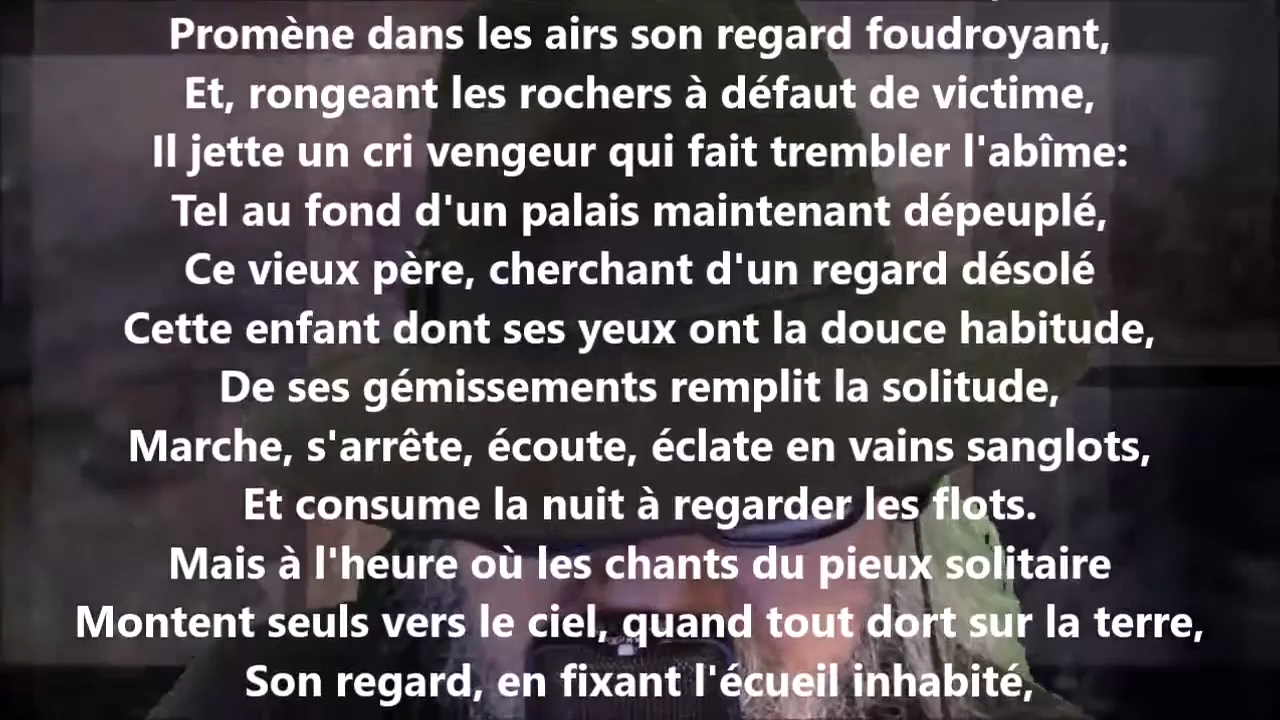 Promène dans les airs son regard foudroyant,
Et, rongeant les rochers à défaut de victime,
Il jette un cri vengeur qui fait trembler l'abîme:
Tel au fond d'un palais maintenant dépeuplé,
Ce vieux père, cherchant d'un regard désolé
Cette enfant dont ses yeux ont la douce habitude,
De ses gémissements remplit la solitude,
Marche, s'arrête, écoute, éclate en vains sanglots,
Et consume la nuit à regarder les flots.
Mais à l'heure où les chants du pieux solitaire
Montent seuls vers le ciel, quand tout dort sur la terre,
Son regard, en fixant l'écueil inhabité,